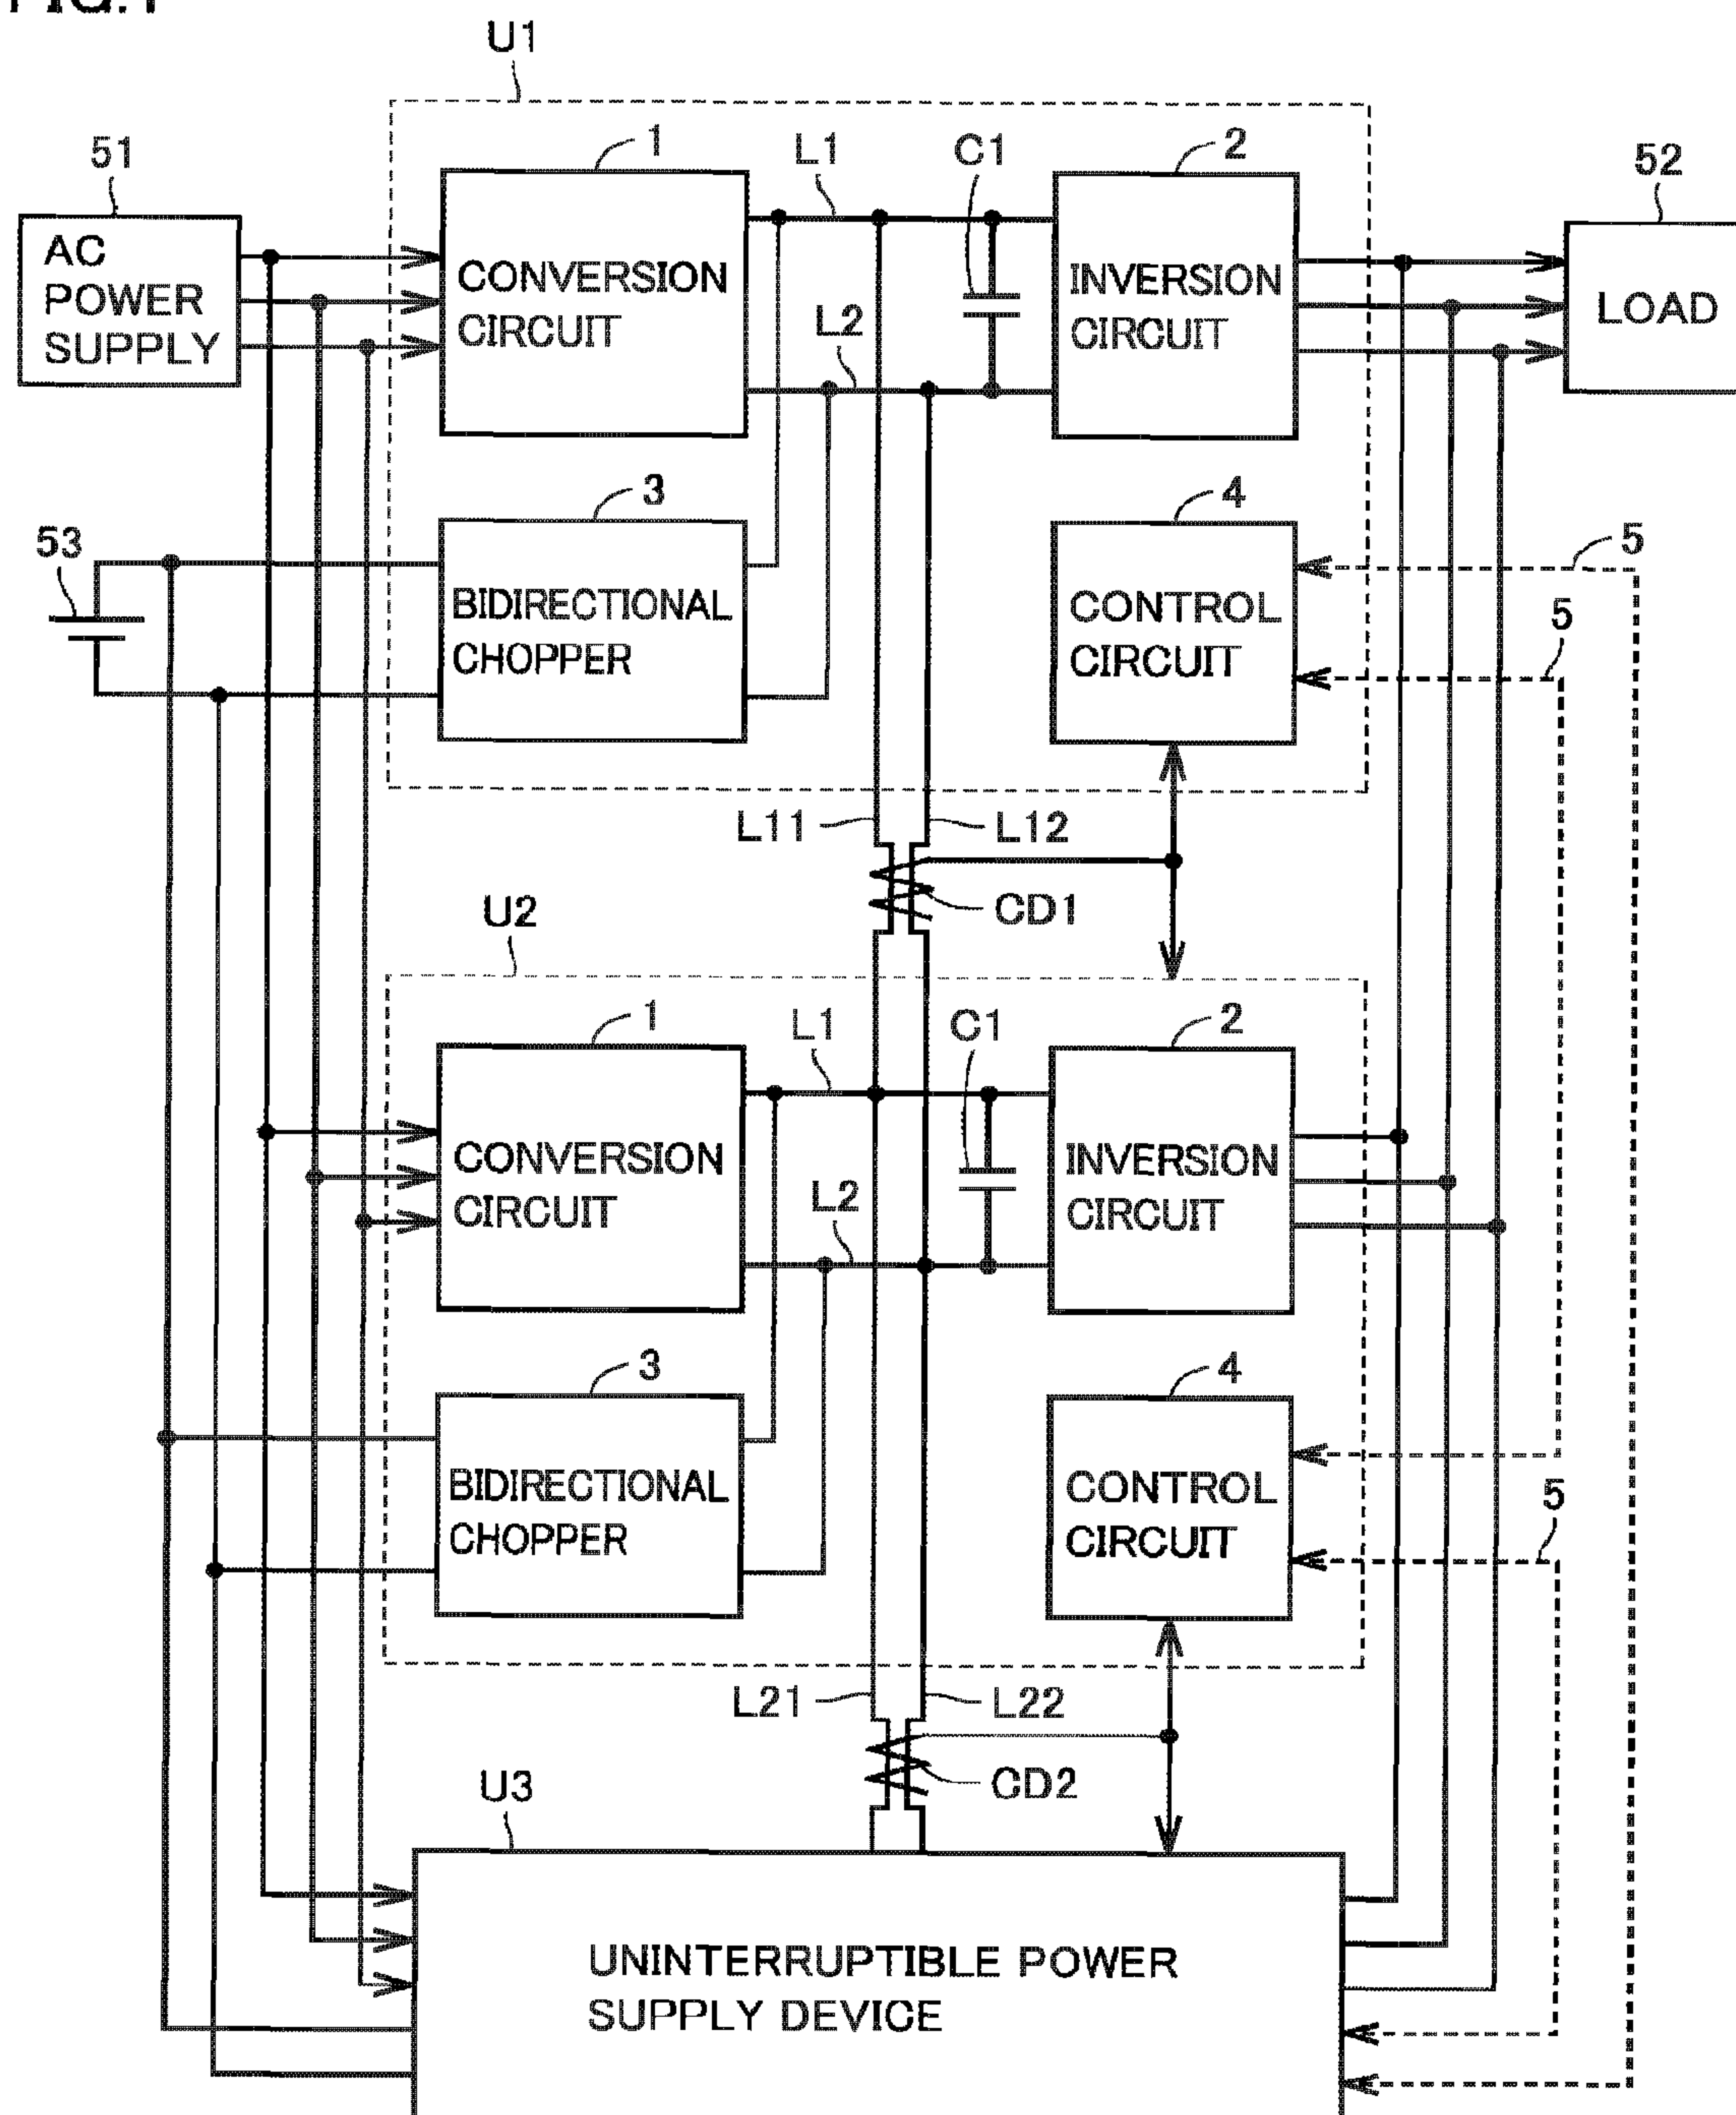 FIG.1
U1
51
1
L1
C1
2
52
AC
POWER
SUPPLY
CONVERSION
CIRCUIT
L2
INVERSION
CIRCUIT
LOAD
53
3
4
5
BIDIRECTIONAL
CHOPPER
CONTROL
CIRCUIT
5
L11
L12
CD1
U2
1
L1
C1
2
CONVERSION
CIRCUIT
L2
INVERSION
CIRCUIT
3
4
BIDIRECTIONAL
CHOPPER
CONTROL
CIRCUIT
5
L21
L22
CD2
U3
UNINTERRUPTIBLE POWER
SUPPLY DEVICE